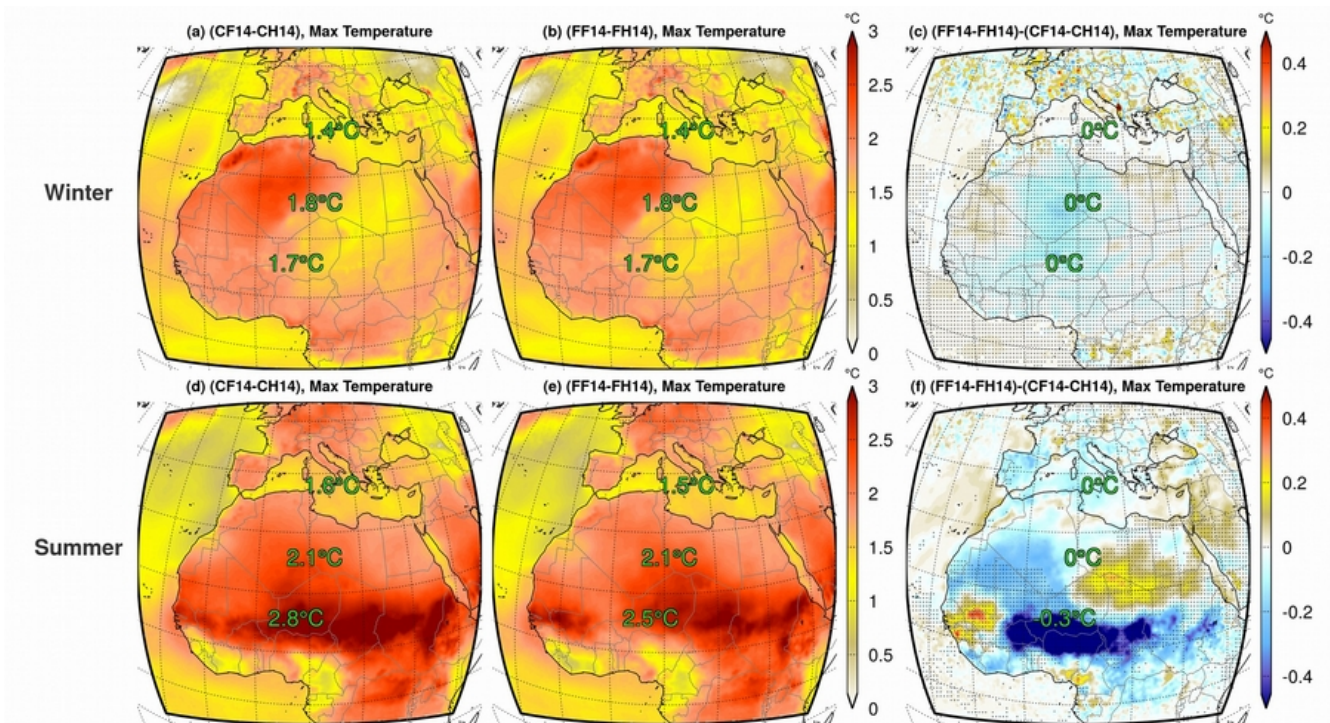 (a) (CF14-CH14), Max Temperature
(b) (FF14-FH14), Max Temperature
(c) (FF14-FH14)-(CF14-CH14), Max Temperature
Winter
1.4°C
1.8°C
1.7°C
1.4°C
1.8°C
1.7°C
°C
3
2.5
2
1.5
1
0.5
0
0°C
0°C
0°C
°C
0.4
0.2
0
-0.2
-0.4
(d) (CF14-CH14), Max Temperature
(e) (FF14-FH14), Max Temperature
(f) (FF14-FH14)-(CF14-CH14), Max Temperature
Summer
1.6°C
2.1°C
2.8°C
1.5°C
2.1°C
2.5°C
°C
3
2.5
2
1.5
1
0.5
0
0°C
0°C
-0.3°C
°C
0.4
0.2
0
-0.2
-0.4